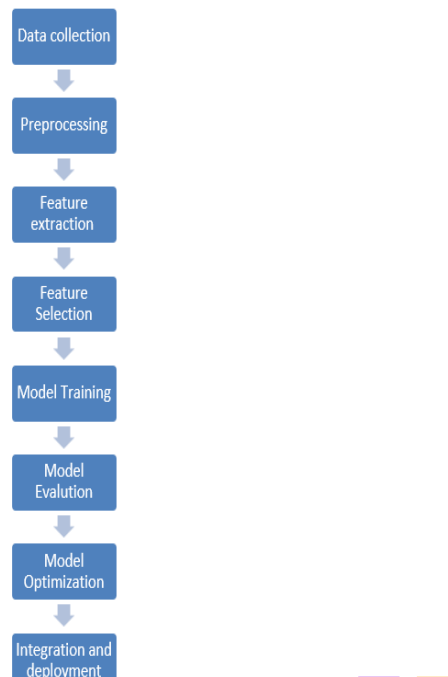 Data collection
Preprocessing
Feature
extraction
Feature
Selection
Model Training
Model
Evalution
Model
Optimization
Integration and
deployment